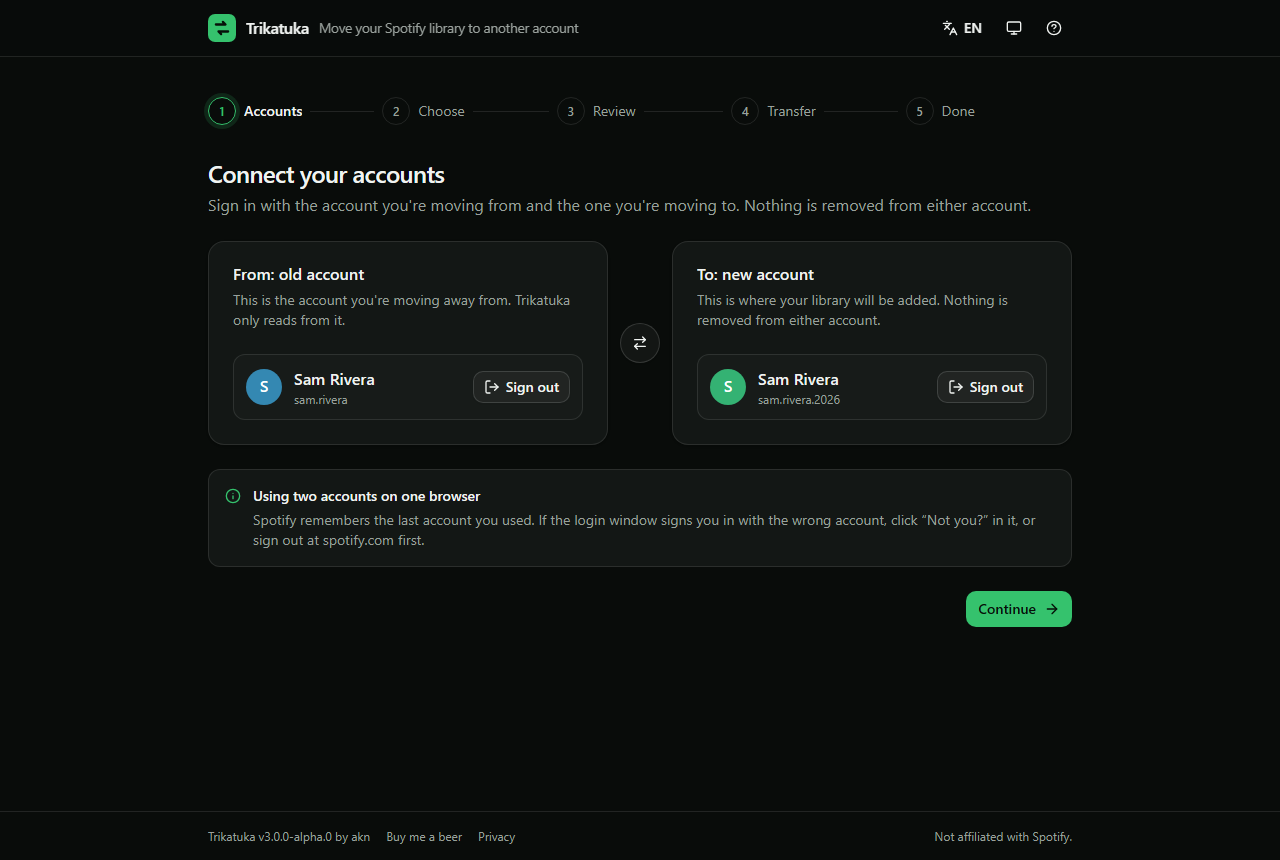 Trikatuka Move your Spotify library to another account
EN
1 Accounts
2 Choose
3 Review
4 Transfer
5 Done
Connect your accounts
Sign in with the account you're moving from and the one you're moving to. Nothing is removed from either account.
From: old account
This is the account you're moving away from. Trikatuka
only reads from it.
S
Sam Rivera
sam.rivera
Sign out
To: new account
This is where your library will be added. Nothing is
removed from either account.
S
Sam Rivera
sam.rivera.2026
Sign out
Using two accounts on one browser
Spotify remembers the last account you used. If the login window signs you in with the wrong account, click “Not you?” in it, or
sign out at spotify.com first.
Continue
Trikatuka v3.0.0-alpha.0 by akn Buy me a beer Privacy
Not affiliated with Spotify.